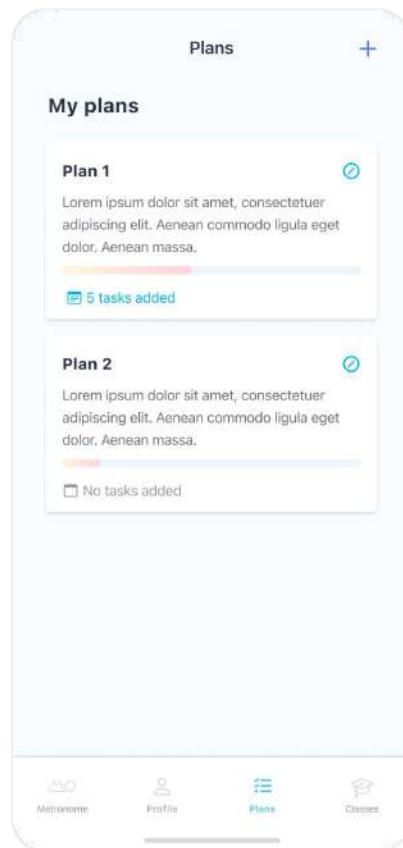 Plans
My plans
Plan 1
Lorem ipsum dolor sit amet, consectetuer
adipiscing elit. Aenean commodo ligula eget
dolor. Aenean massa.
5 tasks added
Plan 2
Lorem ipsum dolor sit amet, consectetuer
adipiscing elit. Aenean commodo ligula eget
dolor. Aenean massa.
No tasks added
Metronome Profile Plans Classes